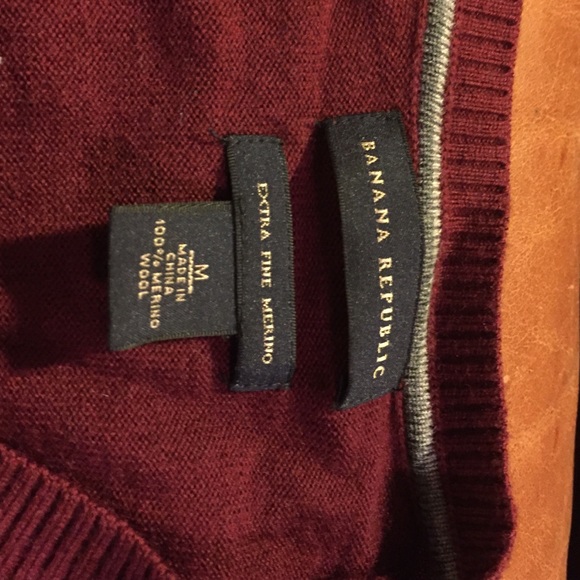 BANANA REPUBLIC
EXTRA FINE MERINO
M
MADE IN
CHINA
100% MERINO
WOOL